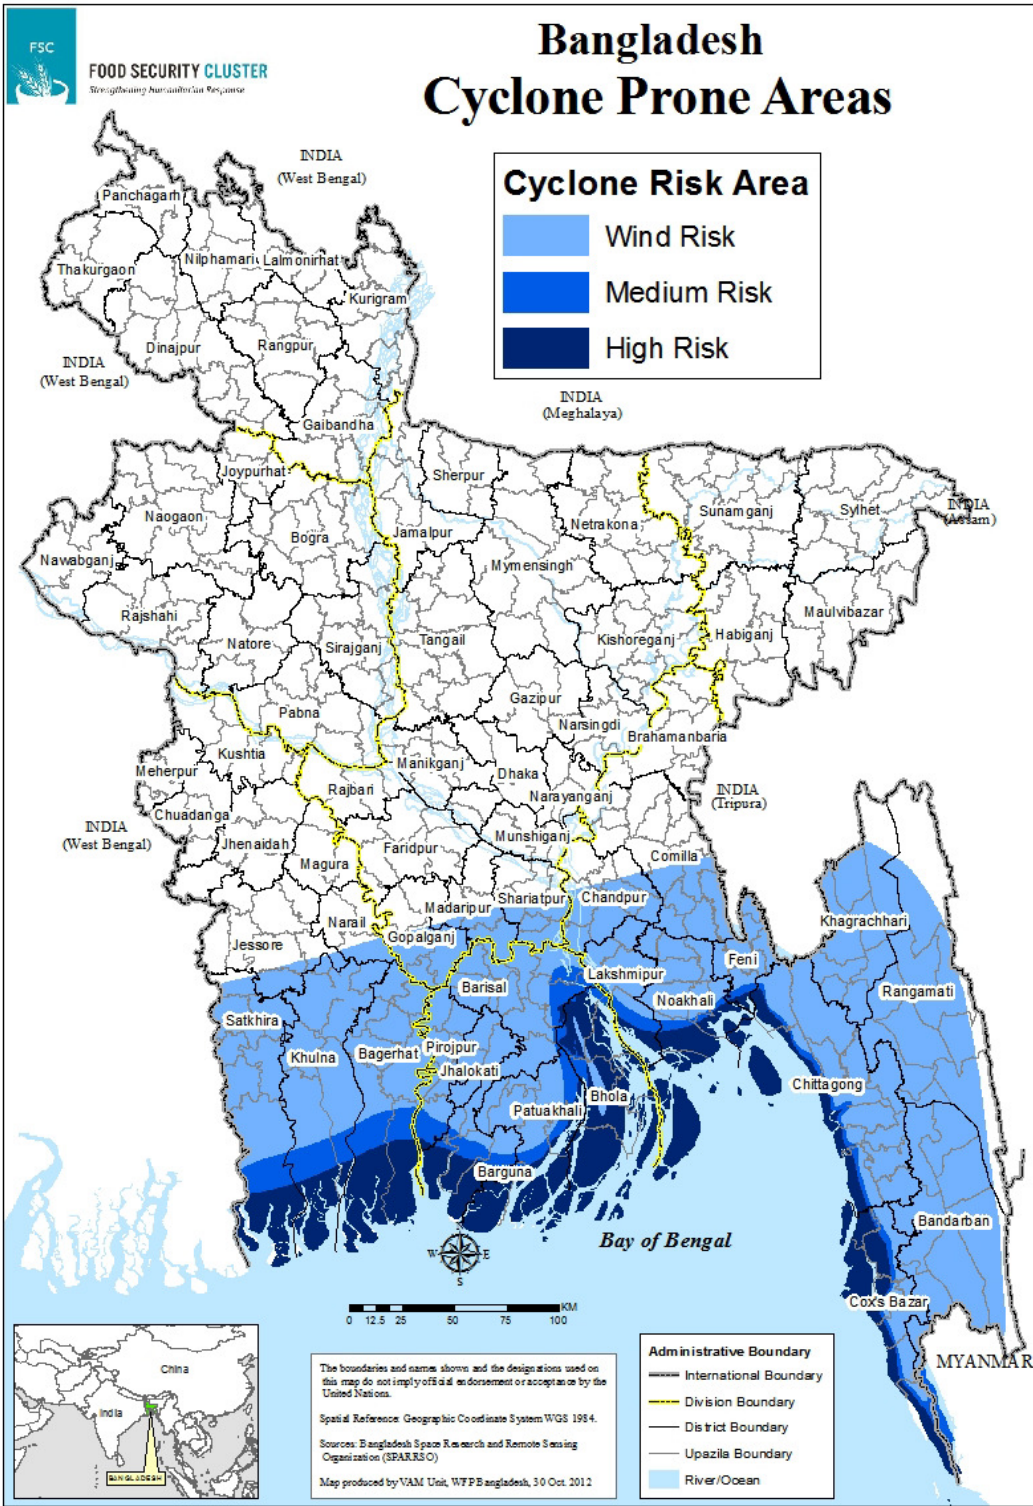 FSC
FOOD SECURITY CLUSTER
Strengthening Humanitarian Response
Bangladesh
Cyclone Prone Areas
Cyclone Risk Area
Wind Risk
Medium Risk
High Risk
INDIA
(West Bengal)
Panchagarh
Thakurgaon
Nilphamari
Lalmonirhat
Kurigram
Dinajpur
Rangpur
INDIA
(West Bengal)
INDIA
(Meghalaya)
Gaibandha
Joypurhat
Sherpur
Naogaon
Bogra
Jamalpur
Netrakona
Sunamganj
Sylhet
INDIA
(Assam)
Nawabganj
Mymensingh
Rajshahi
Maulvibazar
Natore
Sirajganj
Tangail
Kishoreganj
Habiganj
Pabna
Gazipur
Narsingdi
Brahamanbaria
Kushtia
Meherpur
Manikganj
Dhaka
Rajbari
Narayanganj
INDIA
(Tripura)
Chuadanga
INDIA
(West Bengal)
Jhenaidah
Magura
Faridpur
Munshiganj
Comilla
Shariatpur
Chandpur
Madaripur
Narail
Gopalganj
Khagrachhari
Jessore
Feni
Lakshmipur
Barisal
Noakhali
Rangamati
Satkhira
Khulna
Bagerhat
Pirojpur
Jhalokati
Chittagong
Bhola
Patuakhali
Barguna
Bandarban
Bay of Bengal
W E
S
Cox's Bazar
KM
0 12.5 25 50 75 100
MYANMAR
China
India
BANGLADESH
The boundaries and names shown and the designations used on
this map do not imply official endorsement or acceptance by the
United Nations.
Spatial Reference: Geographic Coordinate System WGS 1984.
Sources: Bangladesh Space Research and Remote Sensing
Organization (SPARRSO)
Map produced by VAM Unit, WFP Bangladesh, 30 Oct. 2012
Administrative Boundary
International Boundary
Division Boundary
District Boundary
Upazila Boundary
River/Ocean